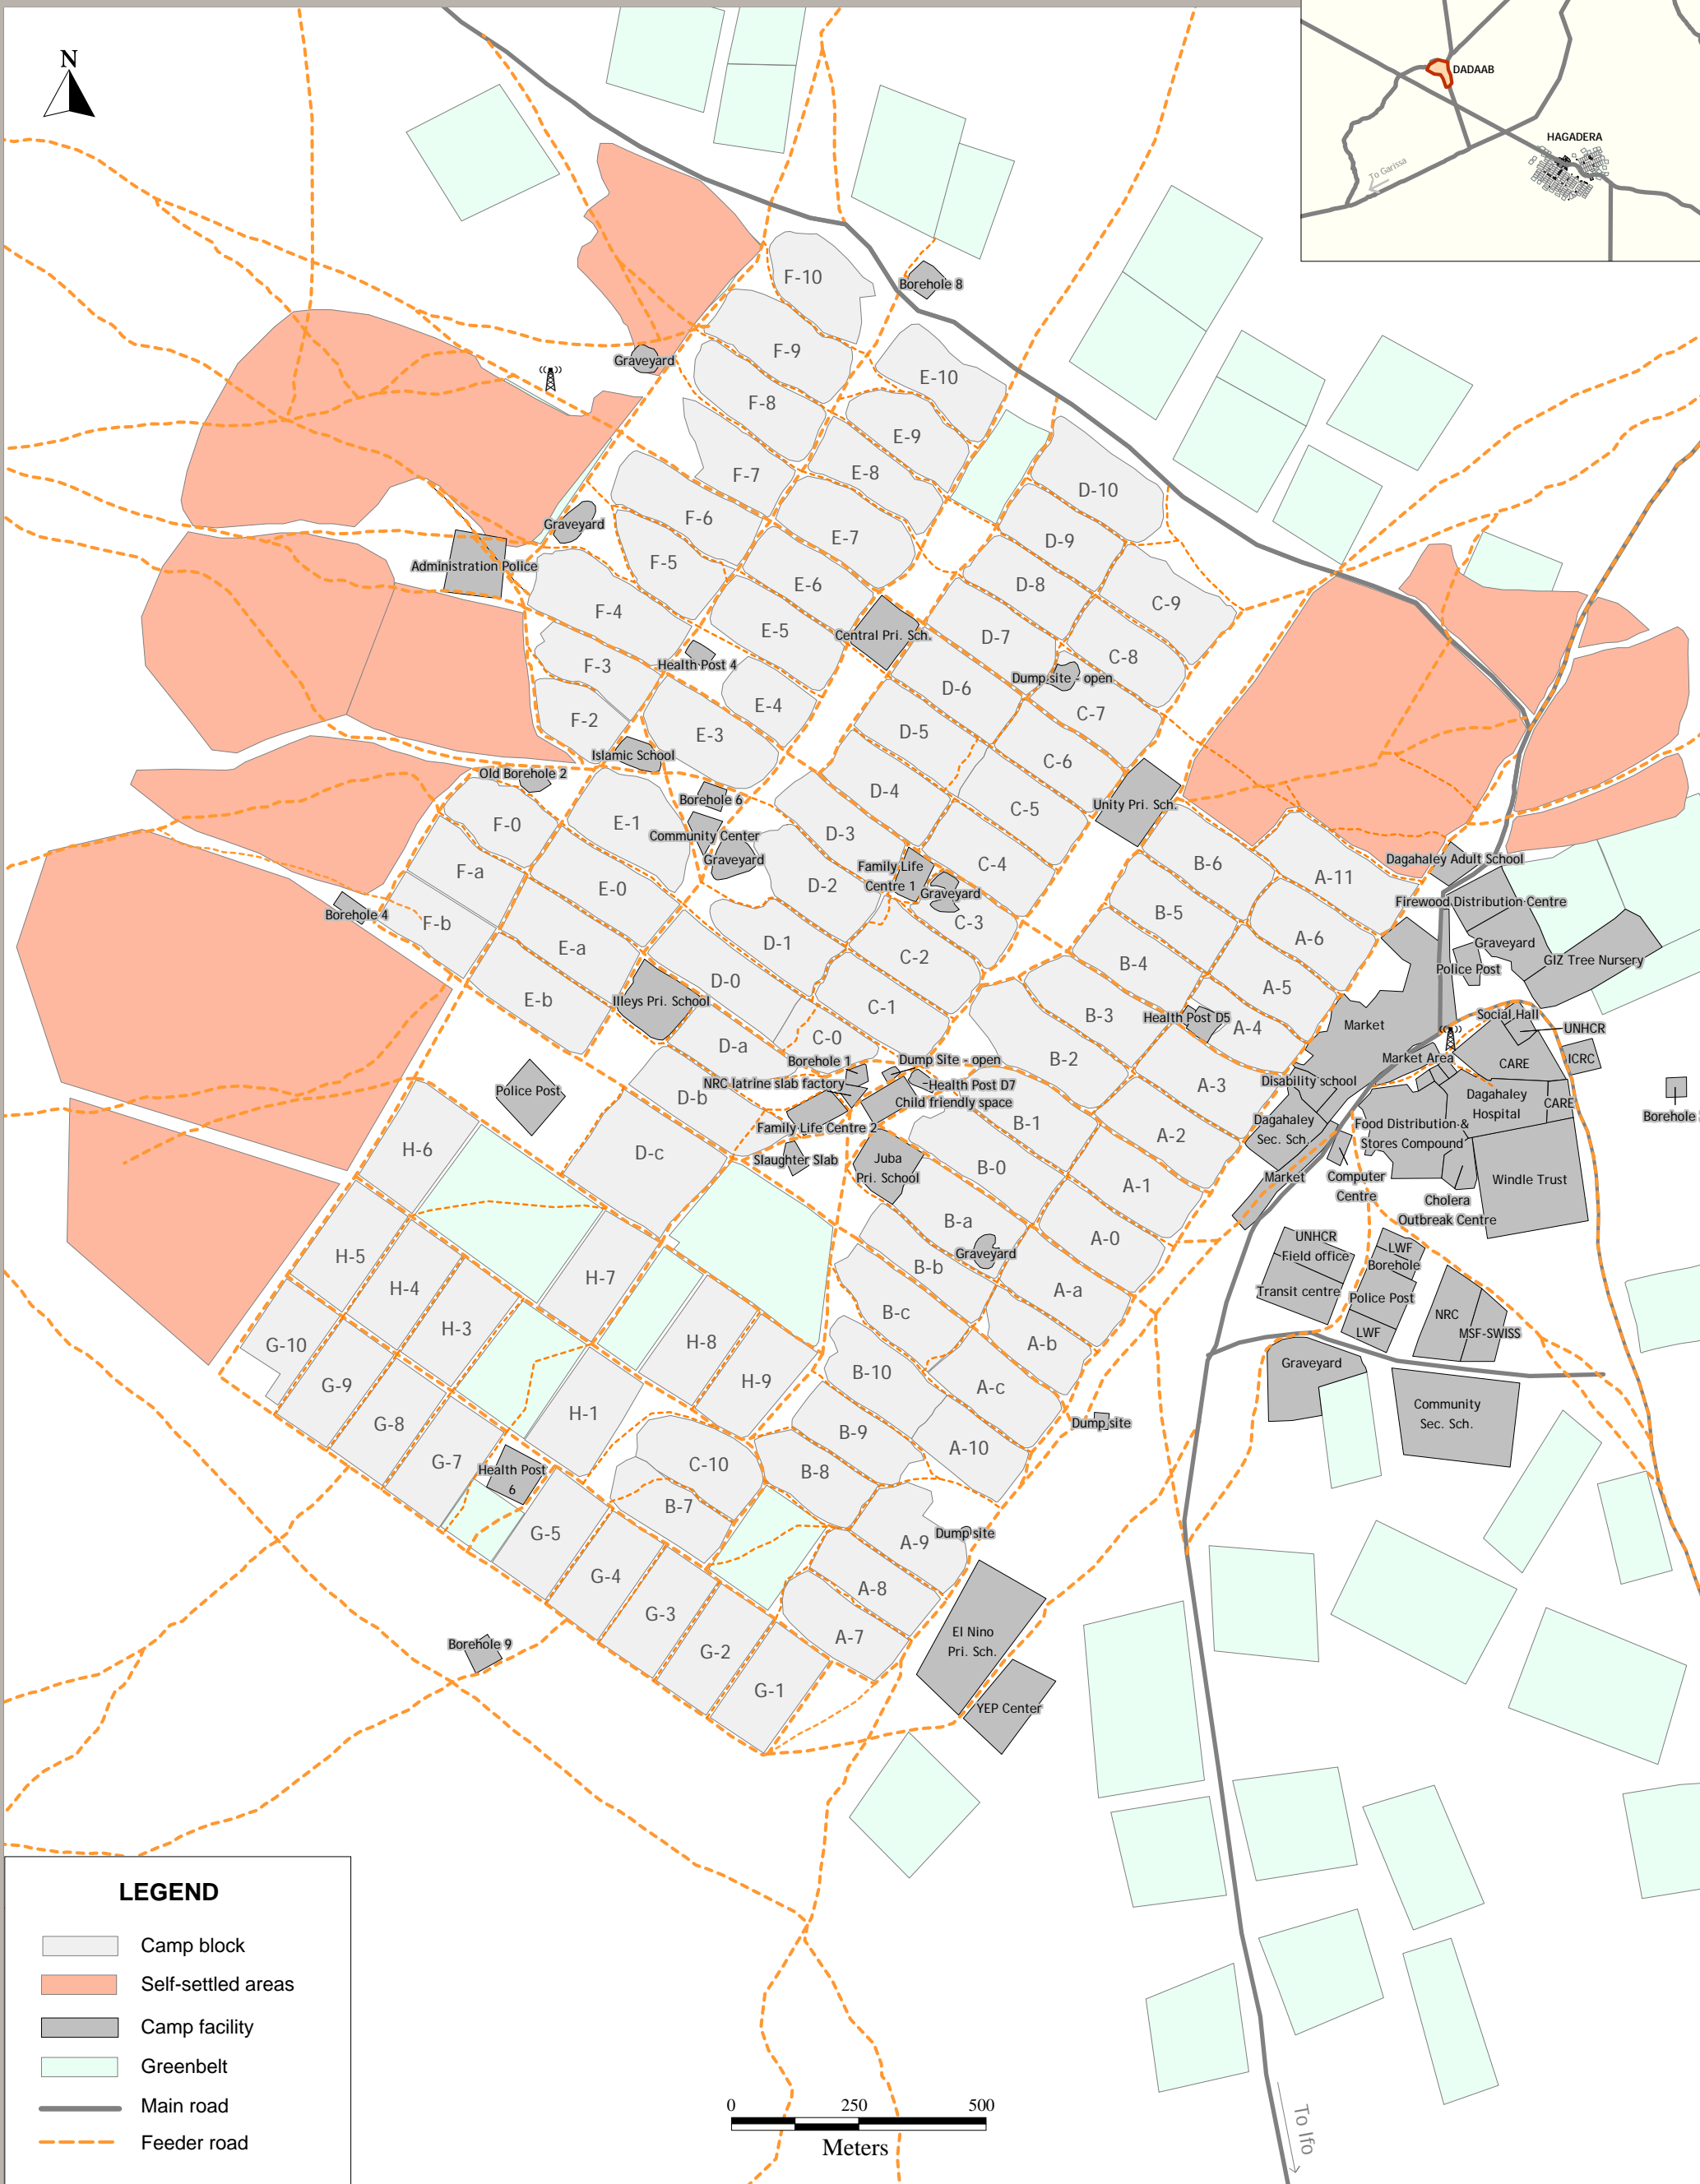 N
DADAAB
HAGADERA
To Garissa
F-10
Borehole 8
F-9
Graveyard
E-10
F-8
E-9
F-7
E-8
D-10
F-6
Graveyard
E-7
D-9
F-5
Administration Police
E-6
D-8
C-9
F-4
E-5
Central Pri. Sch.
D-7
C-8
F-3
Health Post 4
Dump site - open
D-6
E-4
C-7
F-2
E-3
D-5
Islamic School
C-6
Old Borehole 2
D-4
Borehole 6
Unity Pri. Sch.
C-5
F-0
E-1
Community Center
D-3
Graveyard
Family Life
Centre 1
C-4
B-6
Dagahaley Adult School
A-11
F-a
E-0
D-2
Graveyard
Firewood Distribution Centre
Borehole 4
F-b
C-3
B-5
A-6
Graveyard
E-a
D-1
C-2
B-4
Police Post
GIZ Tree Nursery
D-0
A-5
E-b
Illeys Pri. School
C-1
B-3
Health Post D5
A-4
Market
Social Hall
UNHCR
D-a
C-0
B-2
Borehole 1
Dump Site - open
Market Area
CARE
ICRC
NRC latrine slab factory
Health Post D7
A-3
Disability school
Police Post
D-b
Child friendly space
Dagahaley
Hospital
CARE
Borehole
Family Life Centre 2
B-1
A-2
Dagahaley
Sec. Sch.
Food Distribution &
Stores Compound
H-6
D-c
Slaughter Slab
Juba
Pri. School
B-0
A-1
Market
Computer
Centre
Cholera
Outbreak Centre
Windle Trust
B-a
A-0
H-5
Graveyard
UNHCR
Field office
LWF
Borehole
H-7
B-b
H-4
Transit centre
Police Post
A-a
B-c
NRC
H-3
LWF
MSF-SWISS
G-10
H-8
A-b
Graveyard
G-9
H-9
B-10
A-c
Community
Sec. Sch.
G-8
H-1
Dump site
B-9
A-10
G-7
Health Post
6
C-10
B-8
B-7
G-5
A-9
Dump site
G-4
A-8
G-3
El Nino
Pri. Sch.
A-7
Borehole 9
G-2
G-1
YEP Center
LEGEND
Camp block
Self-settled areas
Camp facility
Greenbelt
Main road
Feeder road
0 250 500
Meters
To Ifo